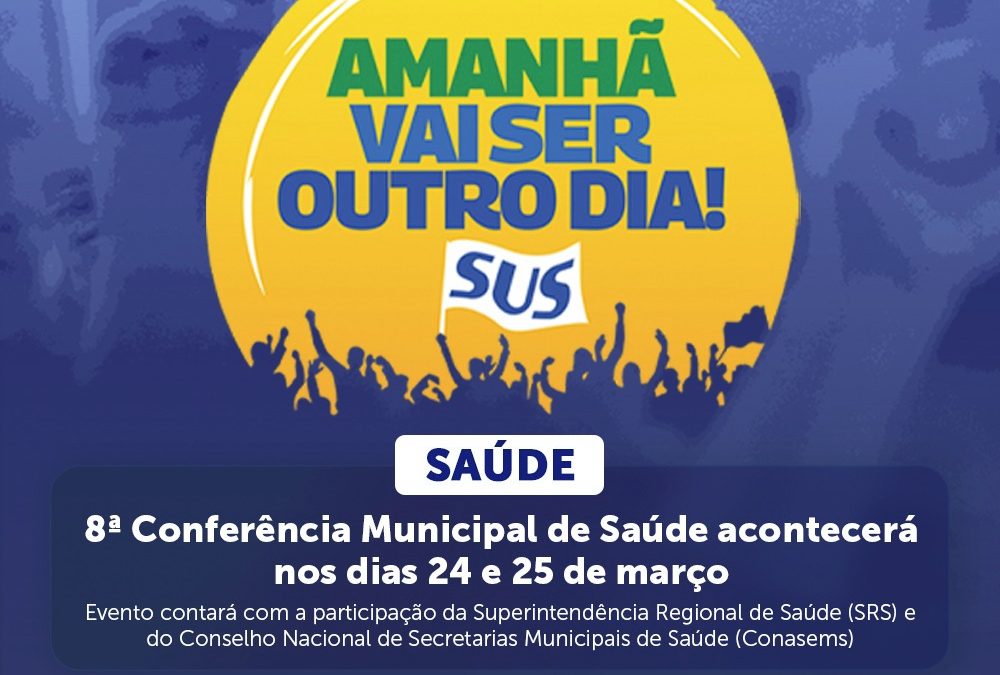 AMANHÃ
VAI SER
OUTRO DIA!
SUS
SAÚDE
8ª Conferência Municipal de Saúde acontecerá
nos dias 24 e 25 de março
Evento contará com a participação da Superintendência Regional de Saúde (SRS) e
do Conselho Nacional de Secretarias Municipais de Saúde (Conasems)